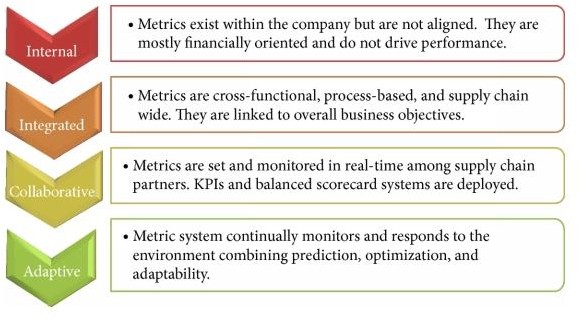 Internal
• Metrics exist within the company but are not aligned. They are
mostly financially oriented and do not drive performance.
Integrated
• Metrics are cross-functional, process-based, and supply chain
wide. They are linked to overall business objectives.
Collaborative
• Metrics are set and monitored in real-time among supply chain
partners. KPIs and balanced scorecard systems are deployed.
Adaptive
• Metric system continually monitors and responds to the
environment combining prediction, optimization, and
adaptability.